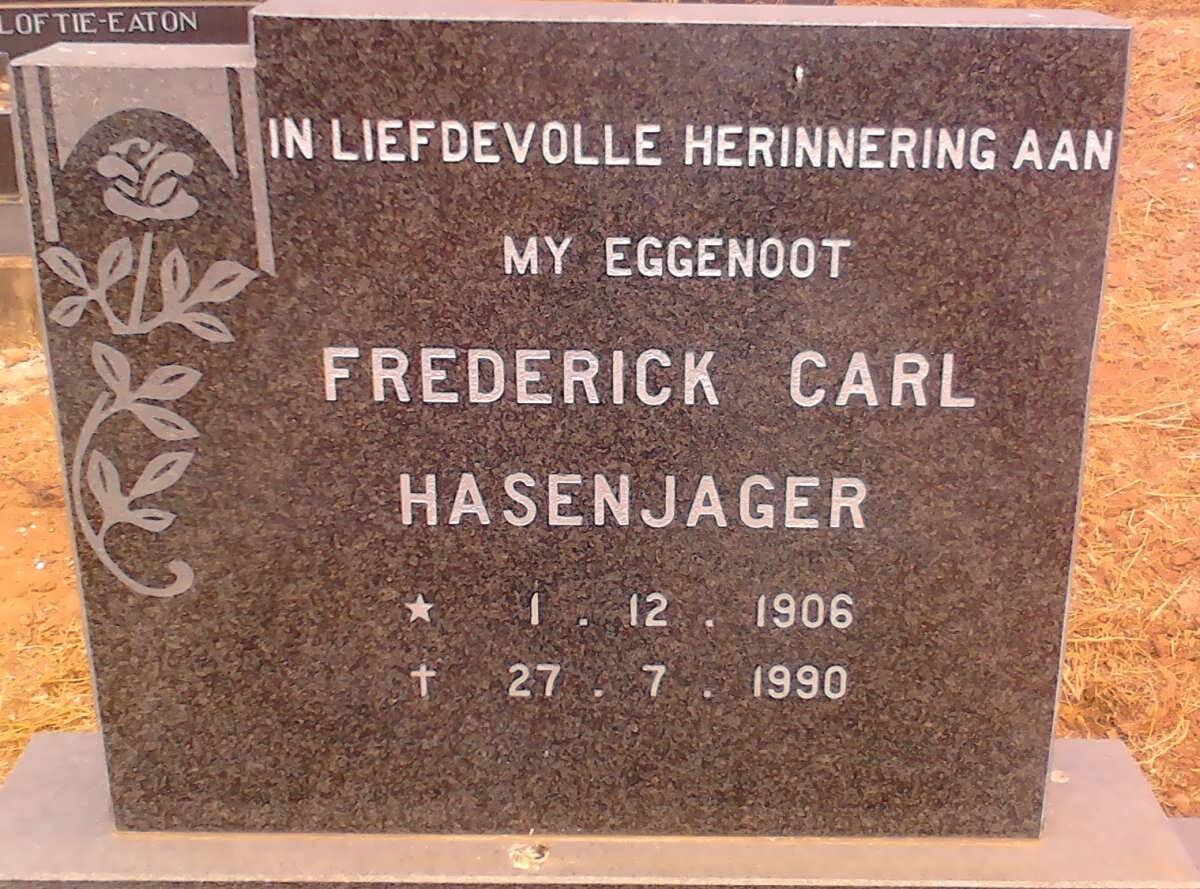 LOFTIE-EATON
IN LIEFDEVOLLE HERINNERING AAN
MY EGGENOOT
FREDERICK CARL
HASENJAGER
★ 1 . 12 . 1906
† 27 . 7 . 1990